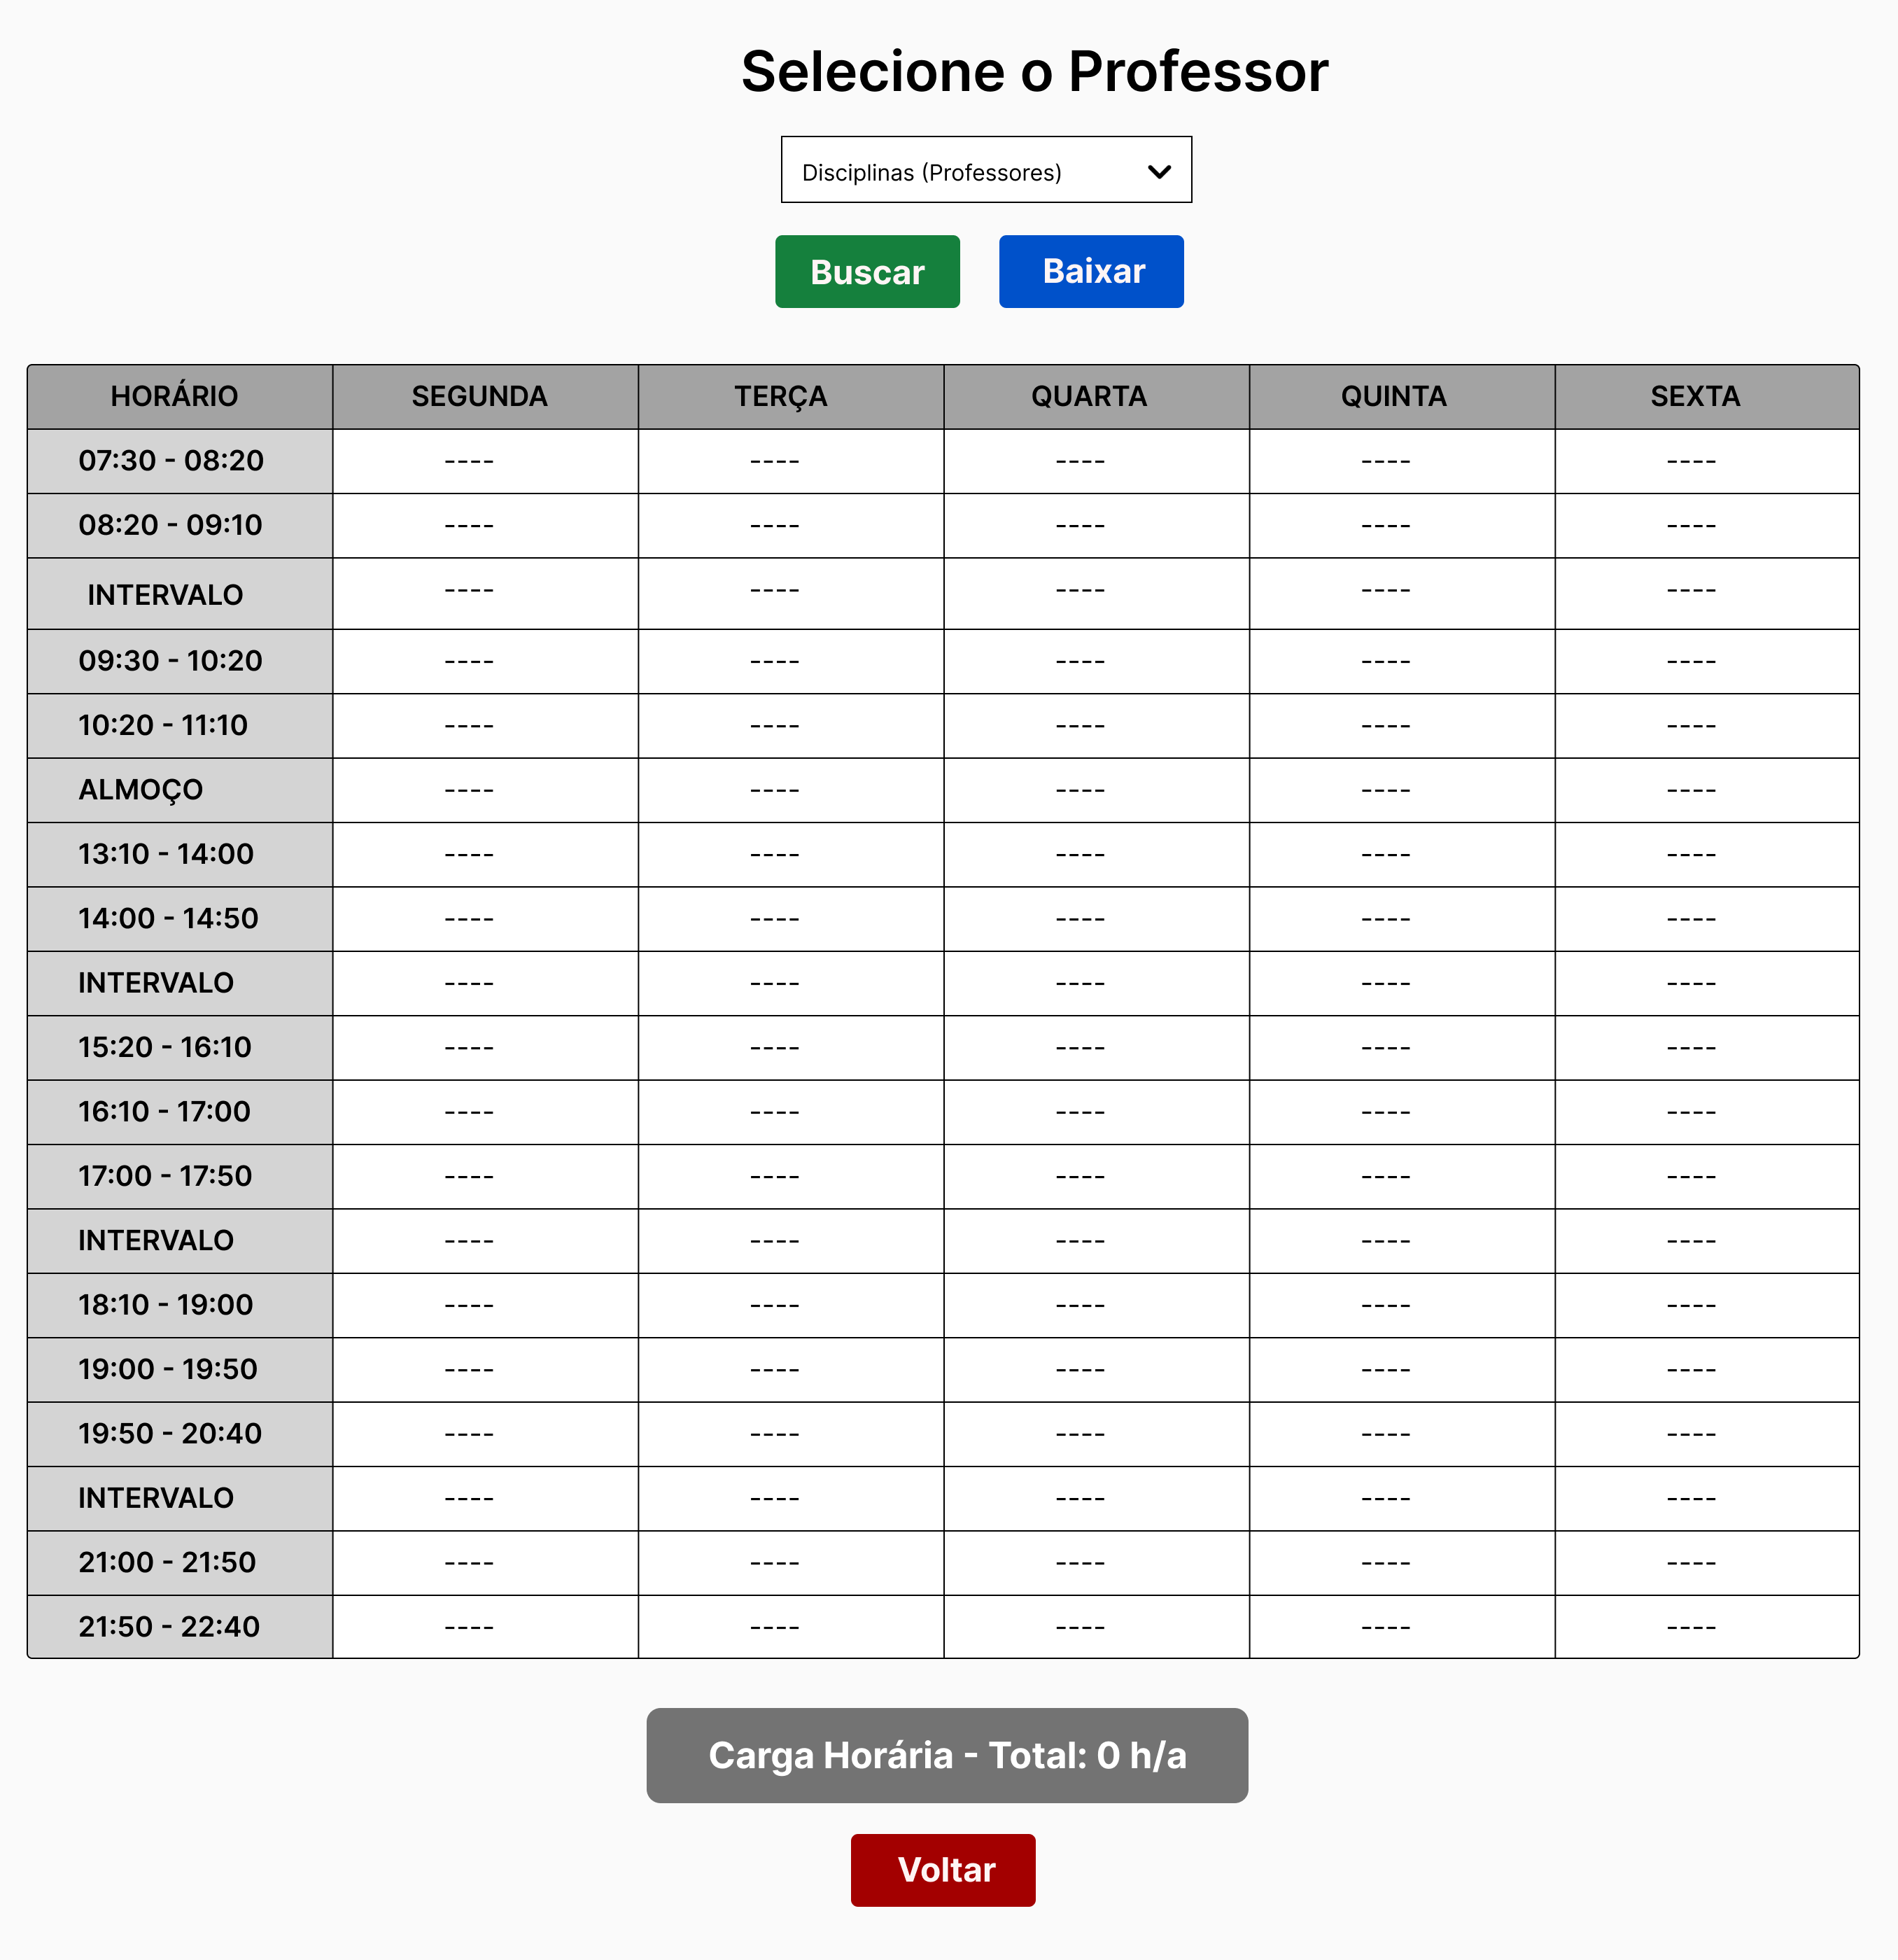 Selecione o Professor
Disciplinas (Professores)
Buscar Baixar
HORÁRIO SEGUNDA TERÇA QUARTA QUINTA SEXTA
07:30 - 08:20 ---- ---- ---- ---- ----
08:20 - 09:10 ---- ---- ---- ---- ----
INTERVALO ---- ---- ---- ---- ----
09:30 - 10:20 ---- ---- ---- ---- ----
10:20 - 11:10 ---- ---- ---- ---- ----
ALMOÇO ---- ---- ---- ---- ----
13:10 - 14:00 ---- ---- ---- ---- ----
14:00 - 14:50 ---- ---- ---- ---- ----
INTERVALO ---- ---- ---- ---- ----
15:20 - 16:10 ---- ---- ---- ---- ----
16:10 - 17:00 ---- ---- ---- ---- ----
17:00 - 17:50 ---- ---- ---- ---- ----
INTERVALO ---- ---- ---- ---- ----
18:10 - 19:00 ---- ---- ---- ---- ----
19:00 - 19:50 ---- ---- ---- ---- ----
19:50 - 20:40 ---- ---- ---- ---- ----
INTERVALO ---- ---- ---- ---- ----
21:00 - 21:50 ---- ---- ---- ---- ----
21:50 - 22:40 ---- ---- ---- ---- ----
Carga Horária - Total: 0 h/a
Voltar